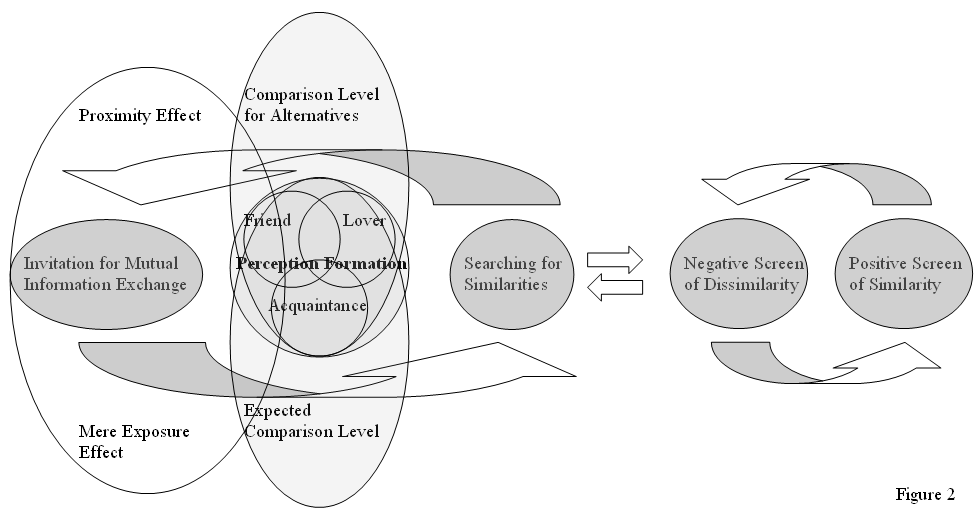 Proximity Effect
Comparison Level
for Alternatives
Friend
Lover
Perception Formation
Acquaintance
Invitation for Mutual
Information Exchange
Searching for
Similarities
Negative Screen
of Dissimilarity
Positive Screen
of Similarity
Expected
Comparison Level
Mere Exposure
Effect
Figure 2